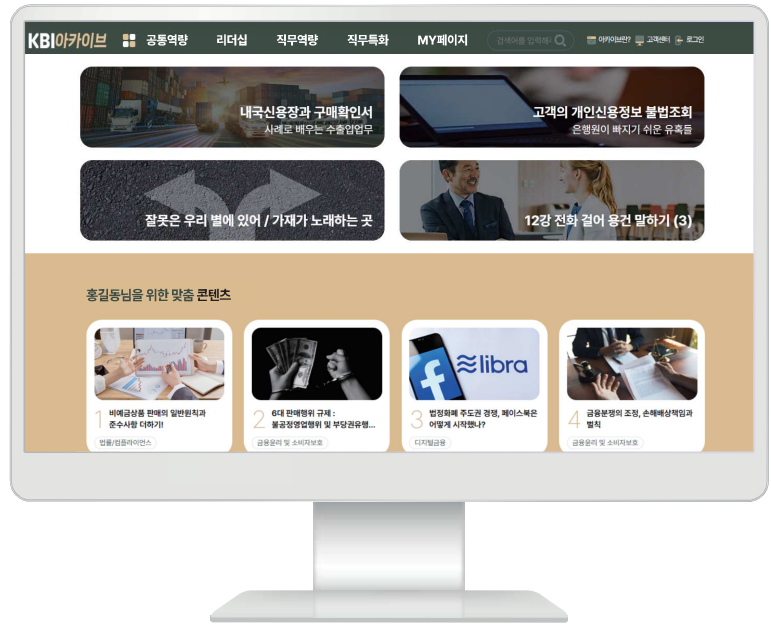 KBI아카이브 공통역량 리더십 직무역량 직무특화 MY페이지 검색어를 입력해 아카이브란? 고객센터 로그인
내국신용장과 구매확인서
사례로 배우는 수출입업무
고객의 개인신용정보 불법조회
은행원이 빠지기 쉬운 유혹들
잘못은 우리 별에 있어 / 가재가 노래하는 곳
12강 전화 걸어 용건 말하기 (3)
홍길동님을 위한 맞춤 콘텐츠
1 비예금상품 판매의 일반원칙과
준수사항 더하기!
법률/컴플라이언스
2 6대 판매행위 규제 :
불공정영업행위 및 부당권유행...
금융윤리 및 소비자보호
f libra
3 법정화폐 주도권 경쟁, 페이스북은
어떻게 시작했나?
디지털금융
4 금융분쟁의 조정, 손해배상책임과
벌칙
금융윤리 및 소비자보호